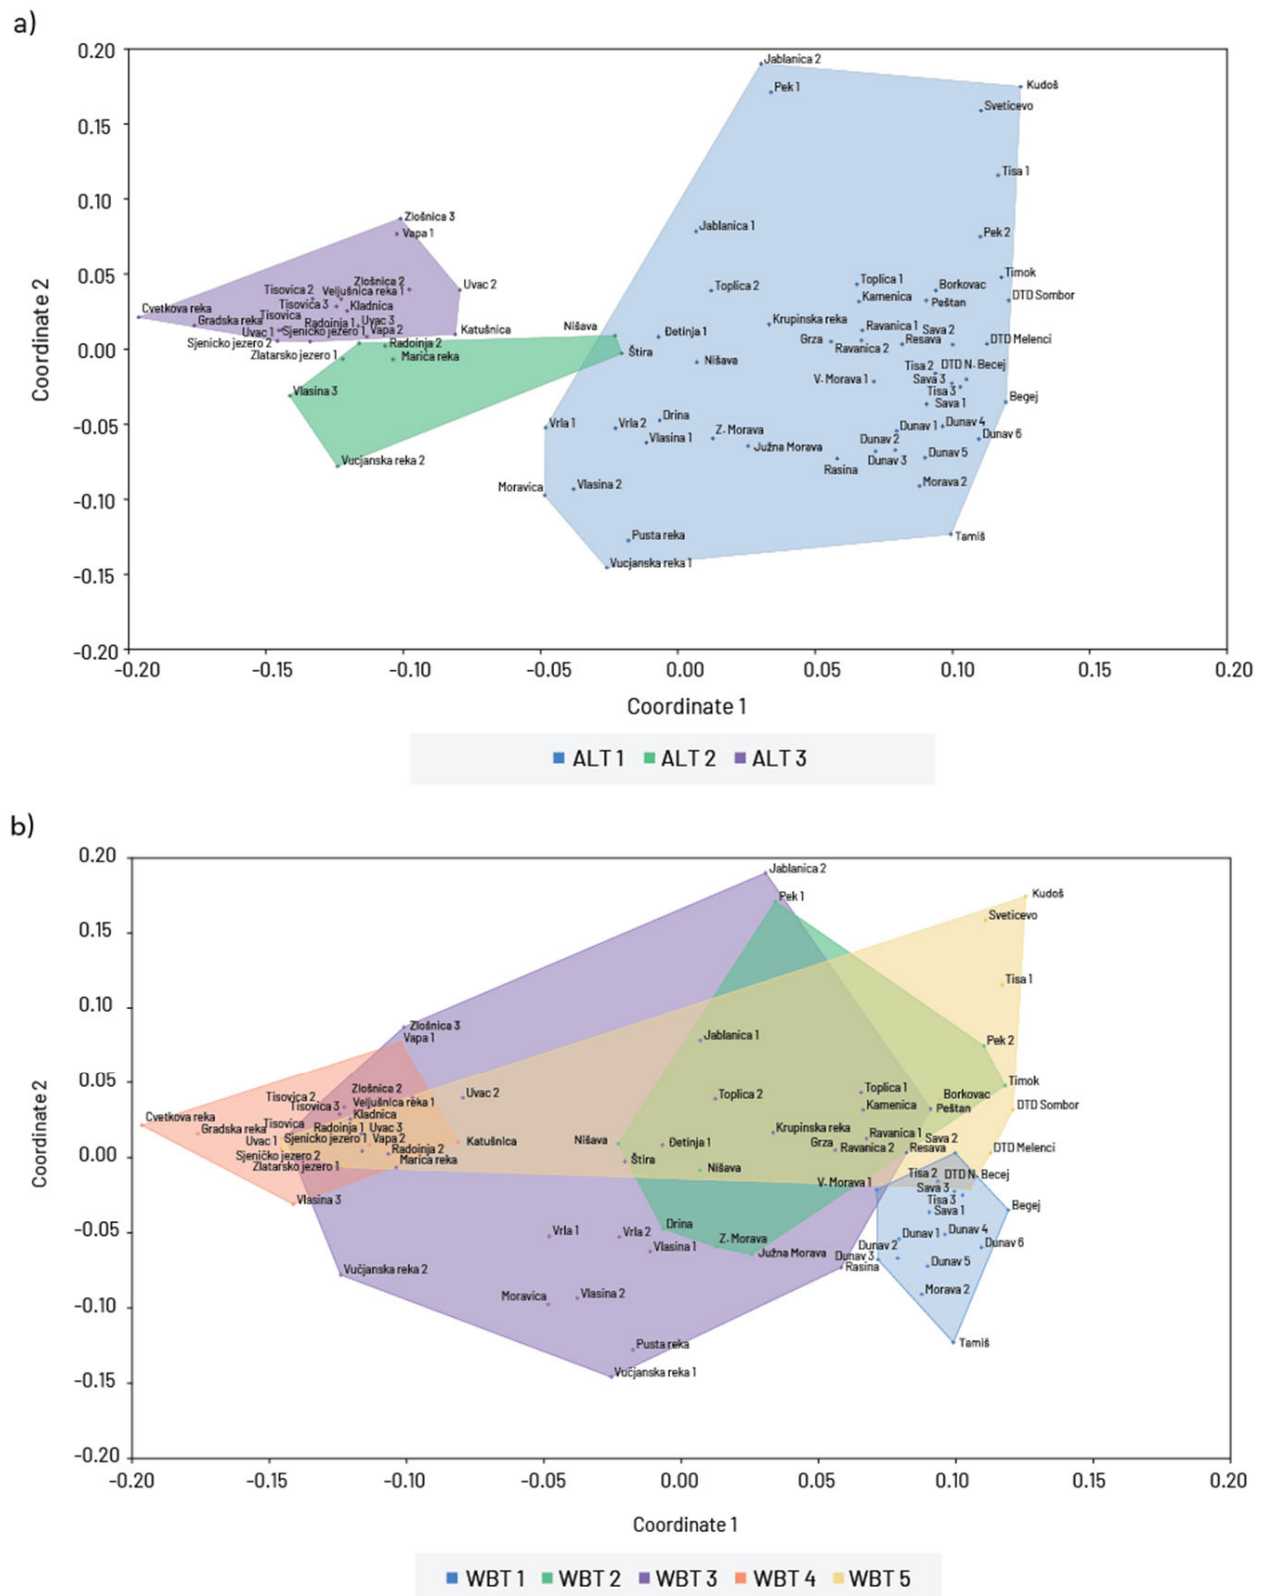 a)
0.20
0.15
0.10
0.05
0.00
-0.05
-0.10
-0.15
-0.20
Coordinate 2
Jablanica 2
Pek 1
Kudoš
Sveticevo
Tisa 1
Zlošnica 3
Vapa 1
Jablanica 1
Pek 2
Tisovica 2
Zlošnica 2
Veljušnica reka 1
Uvac 2
Tisovica 3
Kladnica
Cvetkova reka
Tisovica
Gradska reka
Radoinja 1
Uvac 3
Uvac 1
Sjenicko jezero 1
Vapa 2
Katušnica
Sjenicko jezero 2
Radoinja 2
Zlatarsko jezero 1
Marica reka
Toplica 2
Toplica 1
Timok
Borkovac
Kamenica
Peštan
DTD Sombor
Nišava
Đetinja 1
Krupinska reka
Ravanica 1
Sava 2
Grza
Ravanica 2
Resava
DTD Melenci
Štira
Nišava
Tisa 2
DTD N. Becej
V. Morava 1
Sava 3
Tisa 3
Sava 1
Begej
Vlasina 3
Vrla 1
Vrla 2
Drina
Vlasina 1
Z. Morava
Južna Morava
Dunav 1
Dunav 4
Dunav 2
Dunav 6
Dunav 3
Dunav 5
Rasina
Vucjanska reka 2
Moravica
Vlasina 2
Morava 2
Pusta reka
Tamiš
Vucjanska reka 1
-0.20
-0.15
-0.10
-0.05
0.00
0.05
0.10
0.15
0.20
Coordinate 1
ALT 1 ALT 2 ALT 3
b)
0.20
0.15
0.10
0.05
0.00
-0.05
-0.10
-0.15
-0.20
Coordinate 2
Jablanica 2
Pek 1
Kudoš
Sveticevo
Tisa 1
Zlošnica 3
Vapa 1
Jablanica 1
Pek 2
Zlošnica 2
Tisovica 2
Veljušnica reka 1
Uvac 2
Tisovica 3
Kladnica
Cvetkova reka
Tisovica
Gradska reka
Radoinja 1
Uvac 3
Uvac 1
Sjenicko jezero 1
Vapa 2
Katušnica
Sjeničko jezero 2
Radoinja 2
Zlatarsko jezero 1
Marica reka
Toplica 2
Toplica 1
Timok
Borkovac
Kamenica
Peštan
DTD Sombor
Nišava
Đetinja 1
Krupinska reka
Ravanica 1
Sava 2
Grza
Ravanica 2
Resava
DTD Melenci
Štira
Nišava
Tisa 2
DTD N. Becej
V. Morava 1
Sava 3
Tisa 3
Sava 1
Begej
Vlasina 3
Vrla 1
Vrla 2
Drina
Vlasina 1
Z. Morava
Južna Morava
Dunav 1
Dunav 4
Dunav 2
Dunav 6
Dunav 3
Dunav 5
Rasina
Vučjanska reka 2
Moravica
Vlasina 2
Morava 2
Pusta reka
Tamiš
Vučjanska reka 1
-0.20
-0.15
-0.10
-0.05
0.00
0.05
0.10
0.15
0.20
Coordinate 1
WBT 1 WBT 2 WBT 3 WBT 4 WBT 5